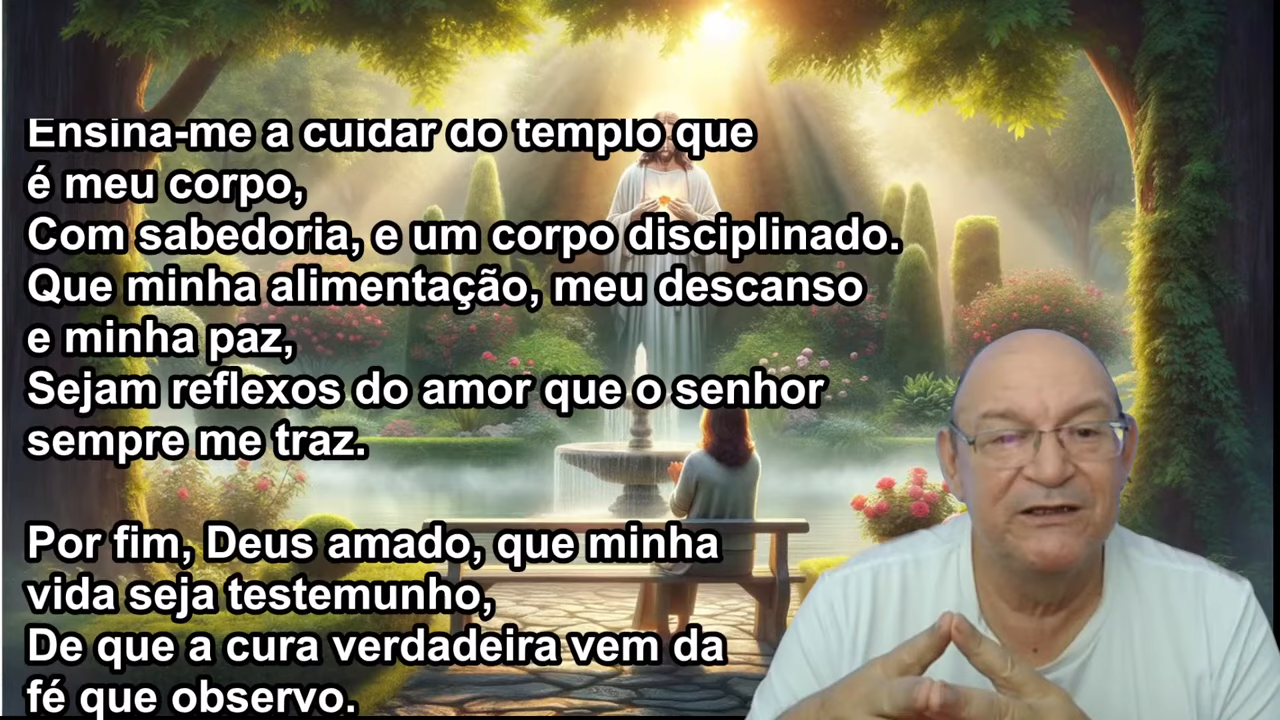 Ensina-me a cuidar do templo que
é meu corpo,
Com sabedoria, e um corpo disciplinado.
Que minha alimentação, meu descanso
e minha paz,
Sejam reflexos do amor que o senhor
sempre me traz.
Por fim, Deus amado, que minha
vida seja testemunho,
De que a cura verdadeira vem da
fé que observo.